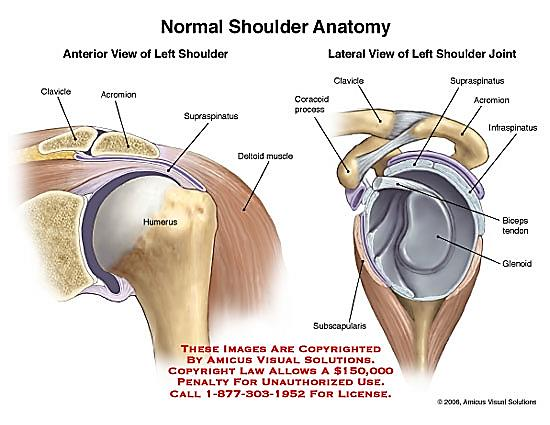 Normal Shoulder Anatomy
Anterior View of Left Shoulder
Clavicle
Acromion
Supraspinatus
Deltoid muscle
Humerus
Lateral View of Left Shoulder Joint
Clavicle
Supraspinatus
Coracoid
process
Acromion
Infraspinatus
Biceps
tendon
Glenoid
Subscapularis
THESE IMAGES ARE COPYRIGHTED
BY AMICUS VISUAL SOLUTIONS.
COPYRIGHT LAW ALLOWS A $150,000
PENALTY FOR UNAUTHORIZED USE.
CALL 1-877-303-1952 FOR LICENSE.
© 2006, Amicus Visual Solutions